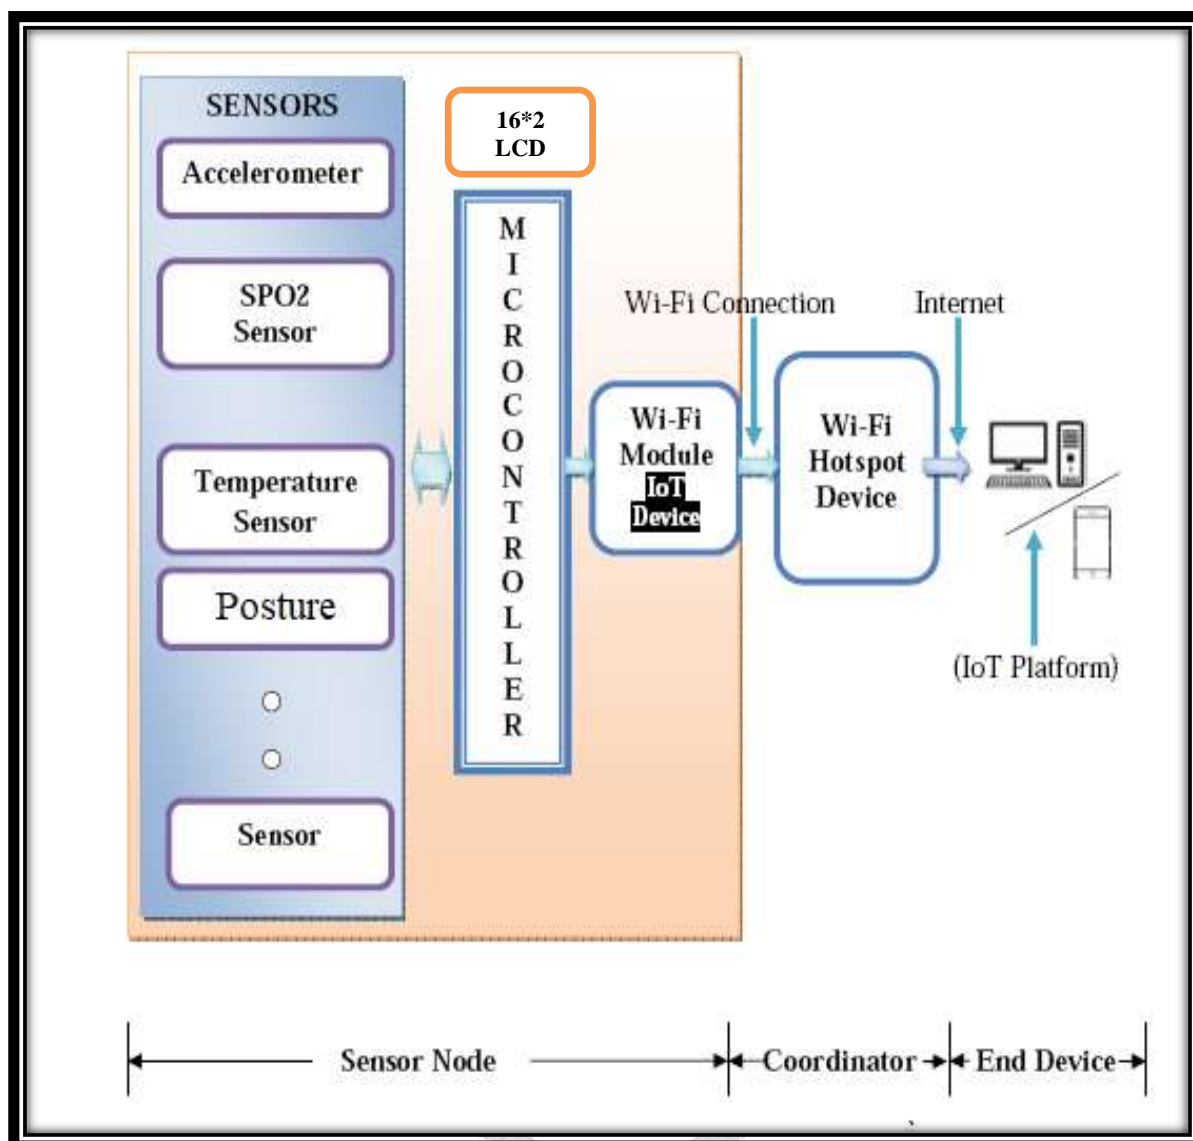 SENSORS
Accelerometer
SPO2
Sensor
Temperature
Sensor
Posture
Sensor
16*2
LCD
M
I
C
R
O
C
O
N
T
R
O
L
L
E
R
Wi-Fi Connection
Wi-Fi
Module
IoT
Device
Internet
Wi-Fi
Hotspot
Device
(IoT Platform)
Sensor Node
Coordinator
End Device